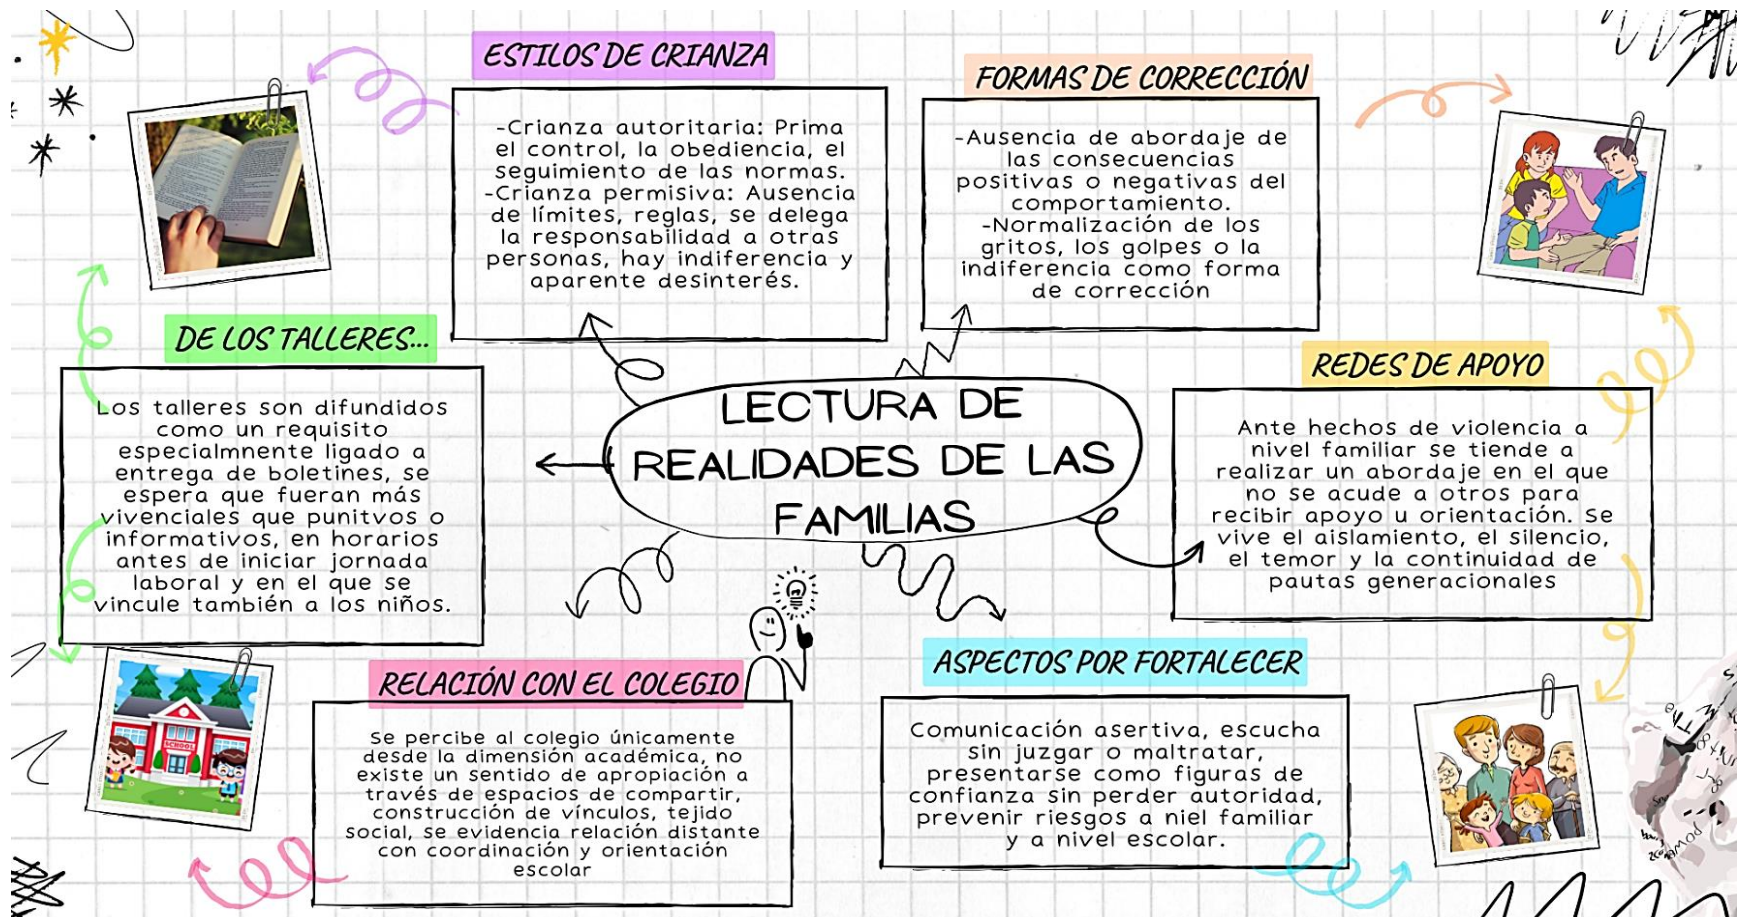 ESTILOS DE CRIANZA
-Crianza autoritaria: Prima
el control, la obediencia, el
seguimiento de las normas.
-Crianza permisiva: Ausencia
de límites, reglas, se delega
la responsabilidad a otras
personas, hay indiferencia y
aparente desinterés.
FORMAS DE CORRECCIÓN
-Ausencia de abordaje de
las consecuencias
positivas o negativas del
comportamiento.
-Normalización de los
gritos, los golpes o la
indiferencia como forma
de corrección
DE LOS TALLERES...
Los talleres son difundidos
como un requisito
especialmnente ligado a
entrega de boletines, se
espera que fueran más
vivenciales que punitvos o
informativos, en horarios
antes de iniciar jornada
laboral y en el que se
vincule también a los niños.
LECTURA DE
REALIDADES DE LAS
FAMILIAS
REDES DE APOYO
Ante hechos de violencia a
nivel familiar se tiende a
realizar un abordaje en el que
no se acude a otros para
recibir apoyo u orientación. Se
vive el aislamiento, el silencio,
el temor y la continuidad de
pautas generacionales
RELACIÓN CON EL COLEGIO
Se percibe al colegio únicamente
desde la dimensión académica, no
existe un sentido de apropiación a
través de espacios de compartir,
construcción de vínculos, tejido
social, se evidencia relación distante
con coordinación y orientación
escolar
ASPECTOS POR FORTALECER
Comunicación asertiva, escucha
sin juzgar o maltratar,
presentarse como figuras de
confianza sin perder autoridad,
prevenir riesgos a niel familiar
y a nivel escolar.
SCHOOL